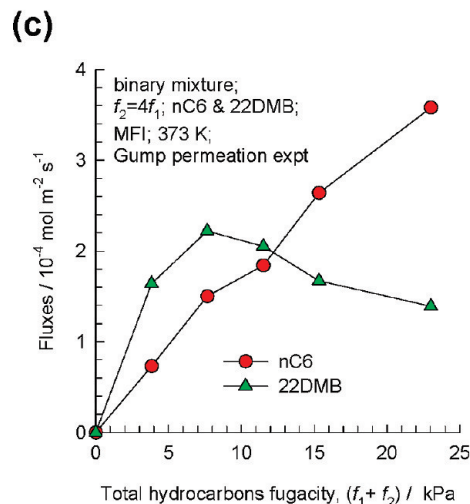 (c)
binary mixture;
f₂=4f₁; nC6 & 22DMB;
MFI; 373 K;
Gump permeation expt
Fluxes / 10⁻⁴ mol m⁻² s⁻¹
4
3
2
1
0
nC6
22DMB
0 5 10 15 20 25
Total hydrocarbons fugacity, (f₁+ f₂) / kPa